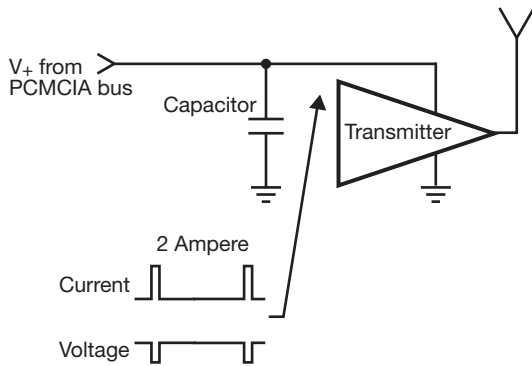 V+ from
PCMCIA bus
Capacitor
Transmitter
2 Ampere
Current
Voltage